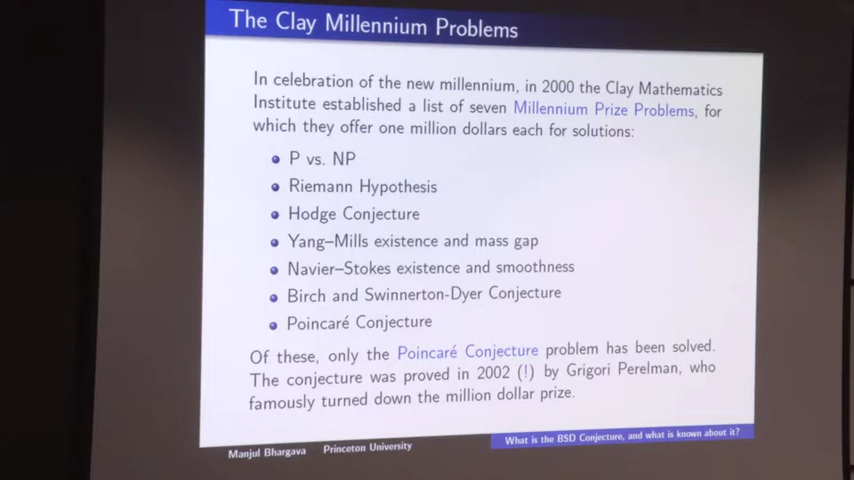 The Clay Millennium Problems
In celebration of the new millennium, in 2000 the Clay Mathematics
Institute established a list of seven Millennium Prize Problems, for
which they offer one million dollars each for solutions:
P vs. NP
Riemann Hypothesis
Hodge Conjecture
Yang–Mills existence and mass gap
Navier–Stokes existence and smoothness
Birch and Swinnerton-Dyer Conjecture
Poincaré Conjecture
Of these, only the Poincaré Conjecture problem has been solved.
The conjecture was proved in 2002 (!) by Grigori Perelman, who
famously turned down the million dollar prize.
Manjul Bhargava Princeton University What is the BSD Conjecture, and what is known about it?